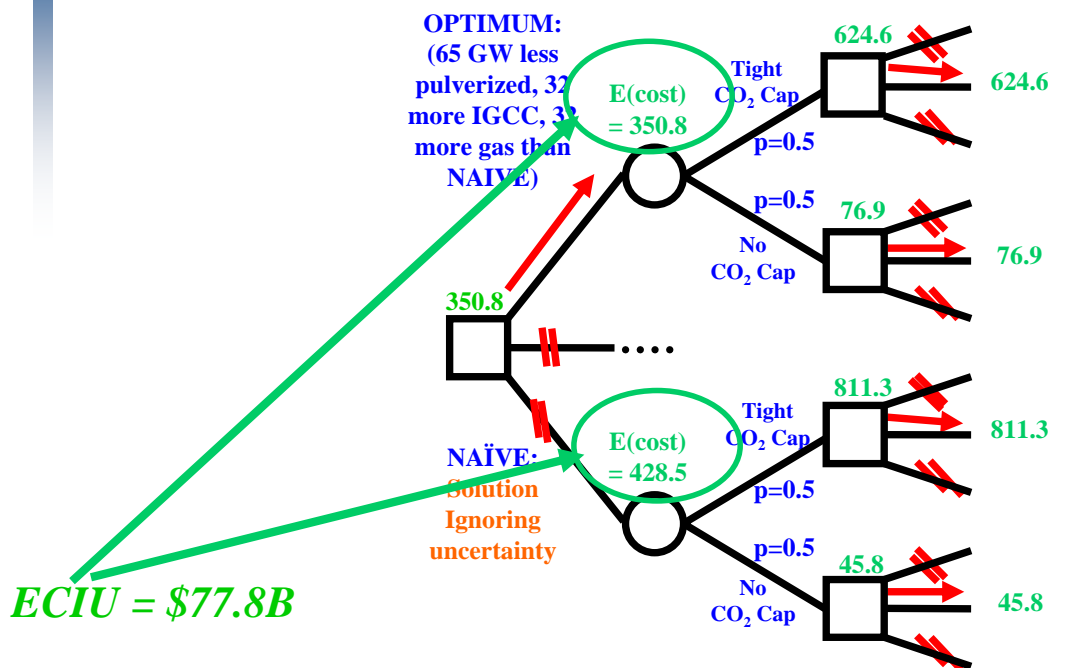 OPTIMUM:
(65 GW less
pulverized, 32
more IGCC, 32
more gas than
NAIVE)
E(cost)
= 350.8
Tight
CO₂ Cap
p=0.5
624.6
624.6
p=0.5
No
CO₂ Cap
76.9
76.9
350.8
....
NAÏVE:
Solution
Ignoring
uncertainty
E(cost)
= 428.5
Tight
CO₂ Cap
p=0.5
811.3
811.3
p=0.5
No
CO₂ Cap
45.8
45.8
ECIU = $77.8B